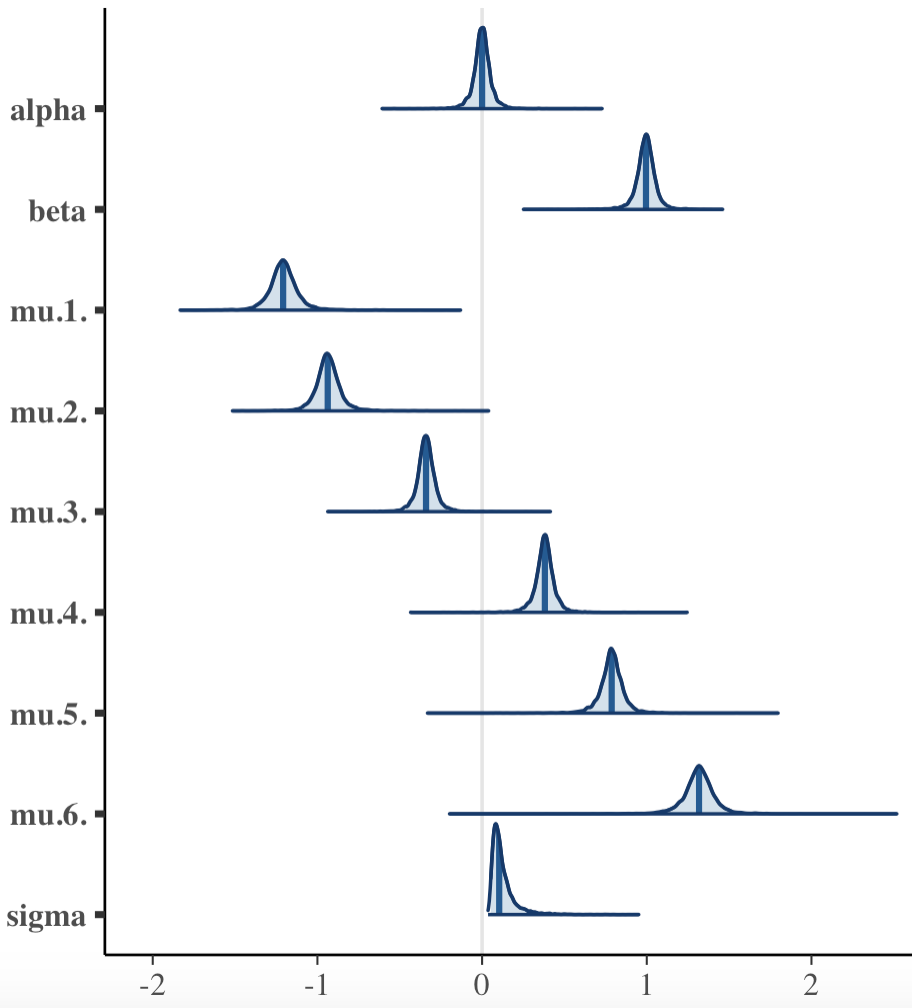 alpha
beta
mu.1.
mu.2.
mu.3.
mu.4.
mu.5.
mu.6.
sigma
-2 -1 0 1 2